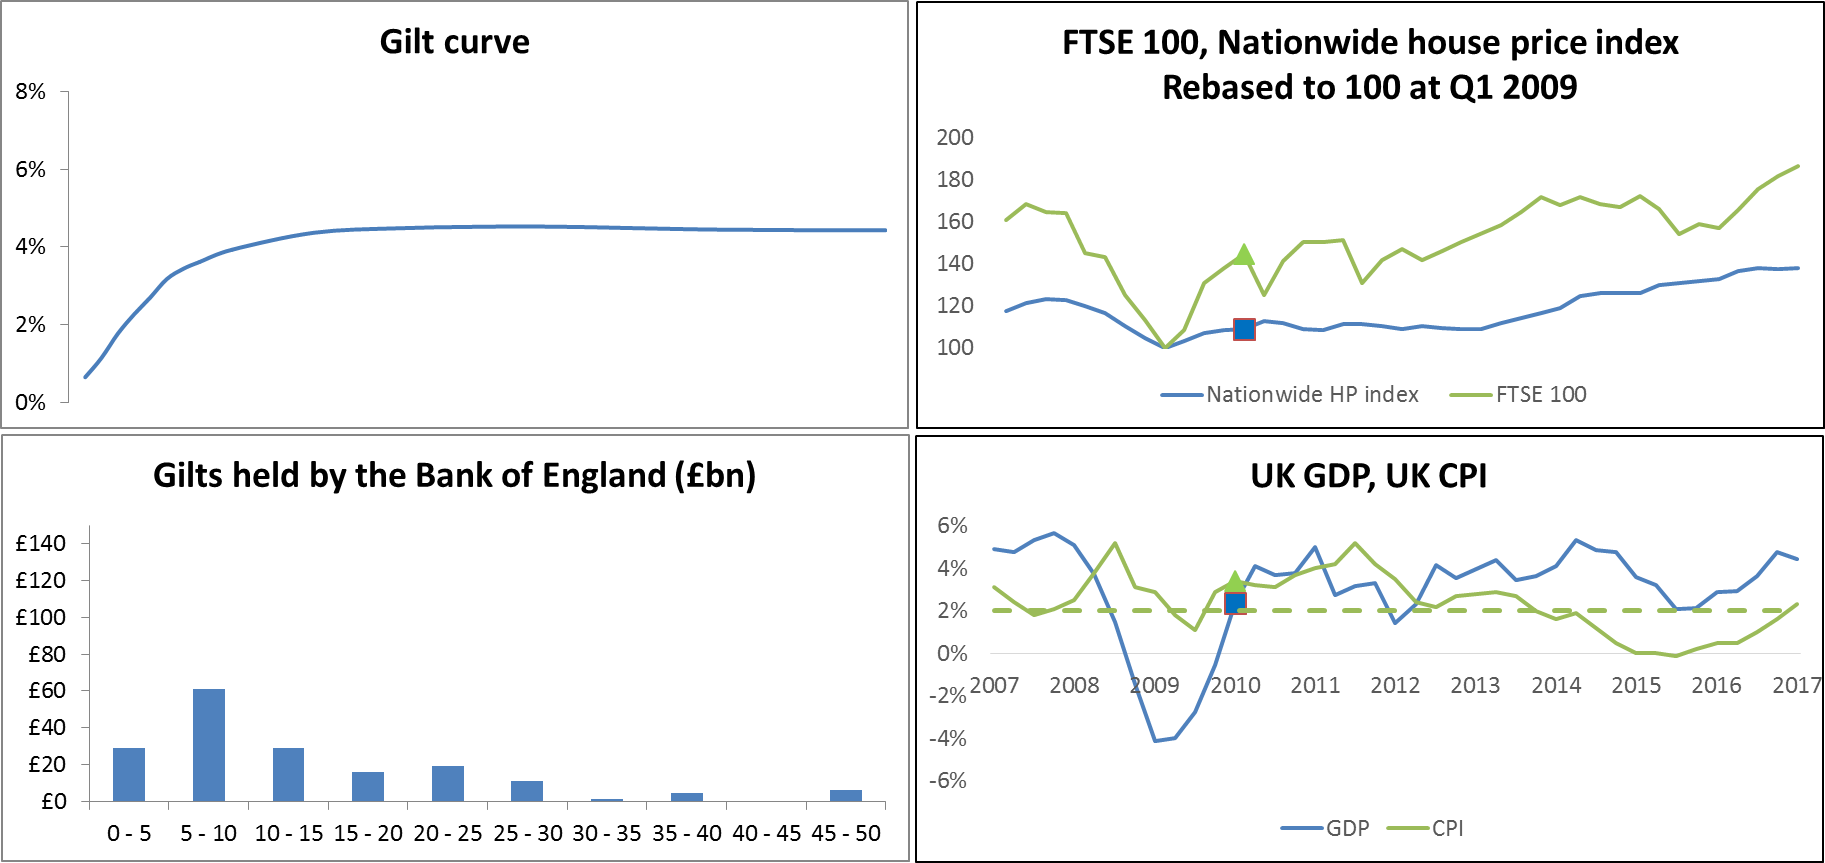 Gilt curve
8%
6%
4%
2%
0%
FTSE 100, Nationwide house price index
Rebased to 100 at Q1 2009
200
180
160
140
120
100
Nationwide HP index FTSE 100
Gilts held by the Bank of England (£bn)
£140
£120
£100
£80
£60
£40
£20
£0
0 - 5 5 - 10 10 - 15 15 - 20 20 - 25 25 - 30 30 - 35 35 - 40 40 - 45 45 - 50
UK GDP, UK CPI
6%
4%
2%
0%
2007 2008 2009 2010 2011 2012 2013 2014 2015 2016 2017
-2%
-4%
-6%
GDP CPI